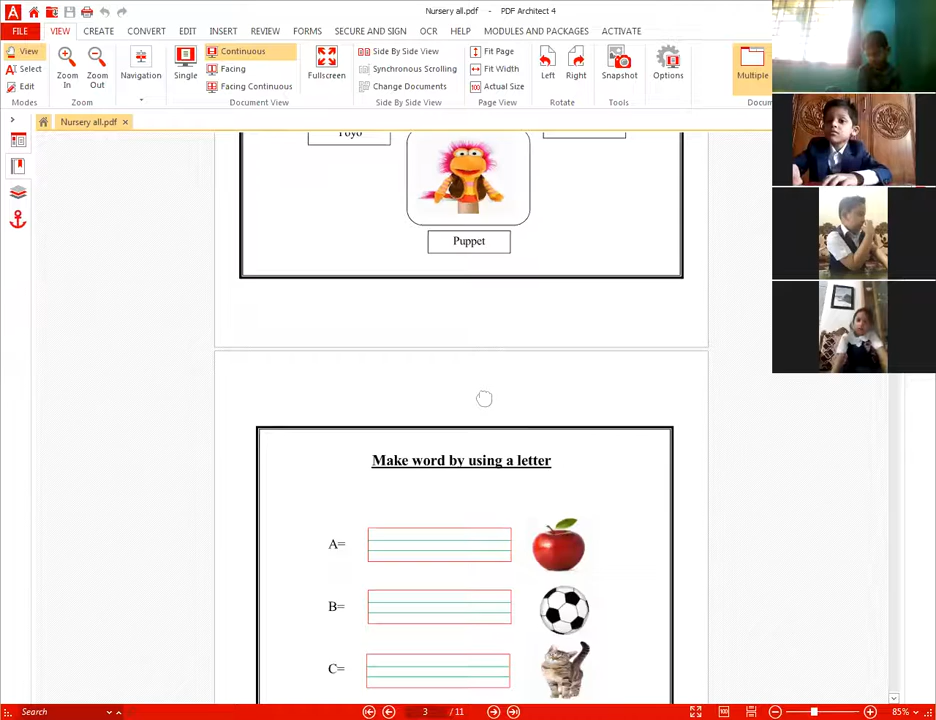 Nursery all.pdf - PDF Architect 4
FILE VIEW CREATE CONVERT EDIT INSERT REVIEW FORMS SECURE AND SIGN OCR HELP MODULES AND PACKAGES ACTIVATE
View
Select
Edit
Modes
Zoom In
Zoom Out
Zoom
Navigation
Single
Continuous
Facing
Facing Continuous
Document View
Fullscreen
Side By Side View
Synchronous Scrolling
Change Documents
Side By Side
Fit Page
Fit Width
Actual Size
Page View
Left
Right
Rotate
Snapshot
Tools
Options
Multiple
Nursery all.pdf
Puppet
Make word by using a letter
A=
B=
C=
Search
3 / 11
85%